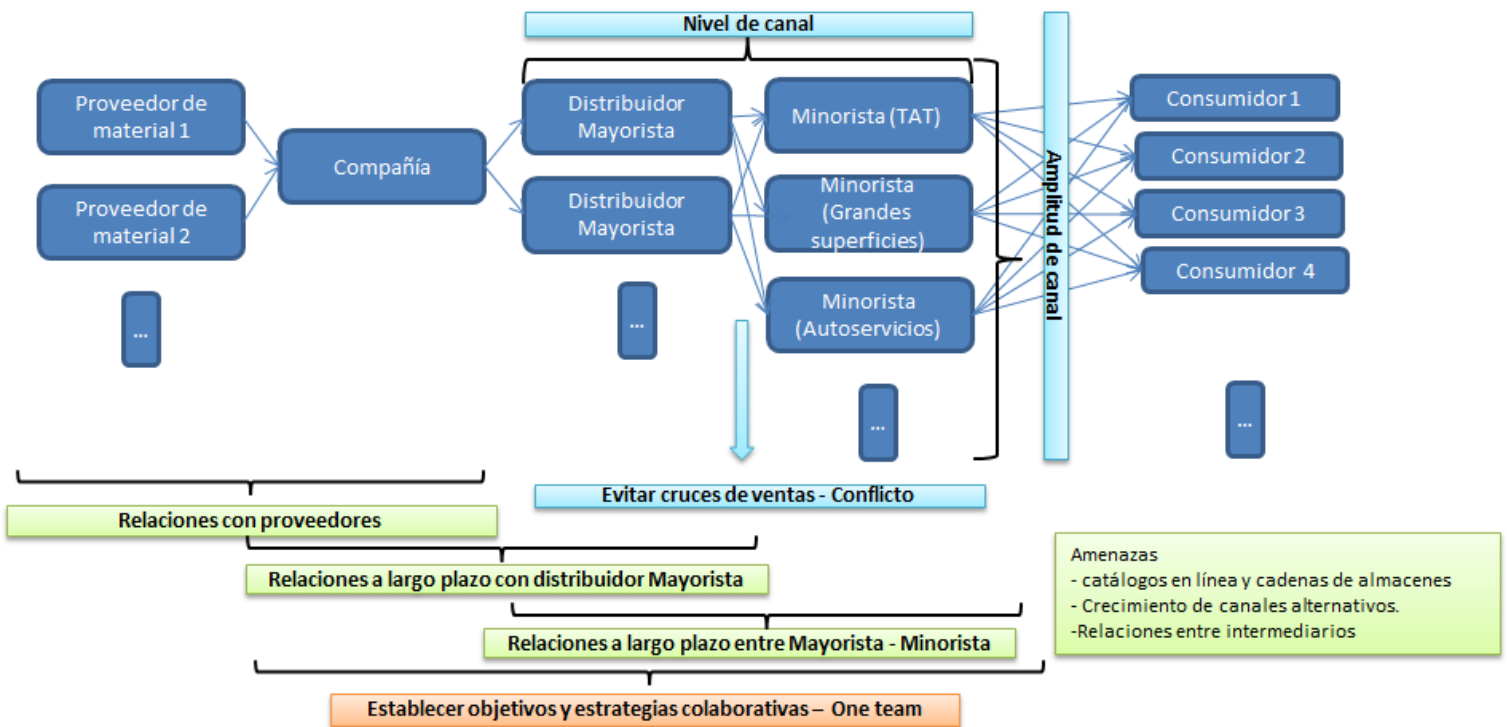 Nivel de canal
Proveedor de
material 1
Proveedor de
material 2
...
Compañía
Distribuidor
Mayorista
Distribuidor
Mayorista
...
Minorista (TAT)
Minorista
(Grandes
superficies)
Minorista
(Autoservicios)
...
Amplitud de canal
Consumidor 1
Consumidor 2
Consumidor 3
Consumidor 4
...
Evitar cruces de ventas - Conflicto
Relaciones con proveedores
Relaciones a largo plazo con distribuidor Mayorista
Relaciones a largo plazo entre Mayorista - Minorista
Establecer objetivos y estrategias colaborativas – One team
Amenazas
- catálogos en línea y cadenas de almacenes
- Crecimiento de canales alternativos.
-Relaciones entre intermediarios